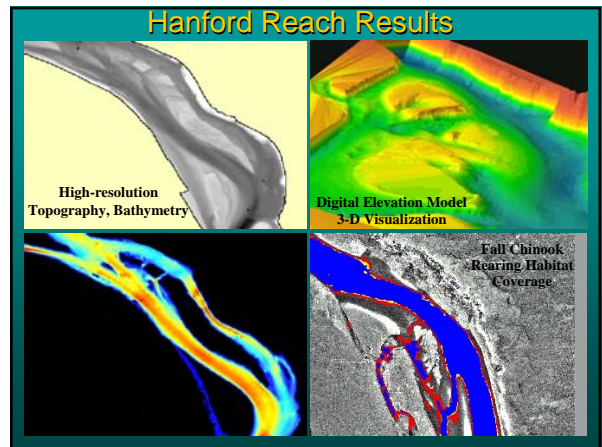 Hanford Reach Results
High-resolution
Topography, Bathymetry
Digital Elevation Model
3-D Visualization
Fall Chinook
Rearing Habitat
Coverage